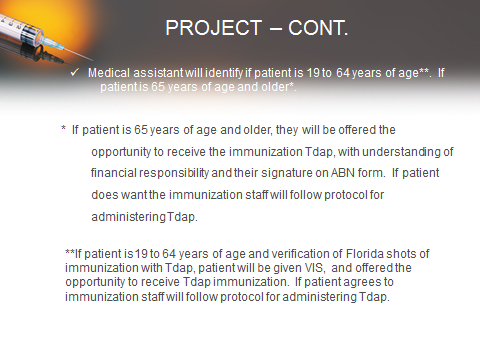 PROJECT – CONT.
✓ Medical assistant will identify if patient is 19 to 64 years of age**. If
patient is 65 years of age and older*.
* If patient is 65 years of age and older, they will be offered the
opportunity to receive the immunization Tdap, with understanding of
financial responsibility and their signature on ABN form. If patient
does want the immunization staff will follow protocol for
administering Tdap.
**If patient is 19 to 64 years of age and verification of Florida shots of
immunization with Tdap, patient will be given VIS, and offered the
opportunity to receive Tdap immunization. If patient agrees to
immunization staff will follow protocol for administering Tdap.